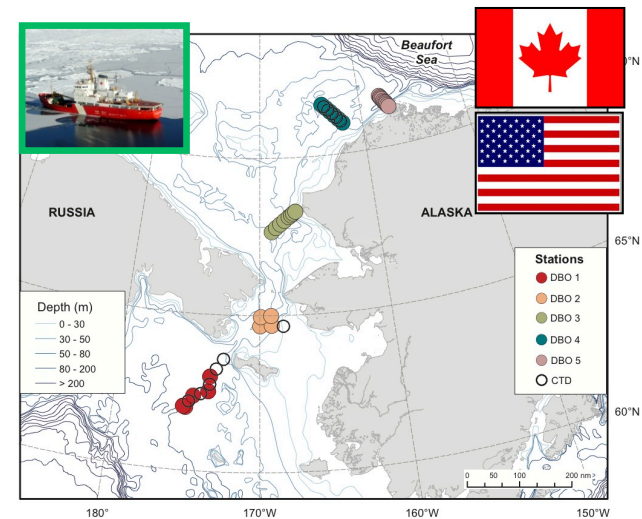 Beaufort
Sea
°N
RUSSIA
ALASKA
65°N
Stations
DBO 1
DBO 2
DBO 3
DBO 4
DBO 5
CTD
Depth (m)
0 - 30
30 - 50
50 - 80
80 - 200
> 200
60°N
0 50 100 200 nm
180°
170°W
160°W
150°W